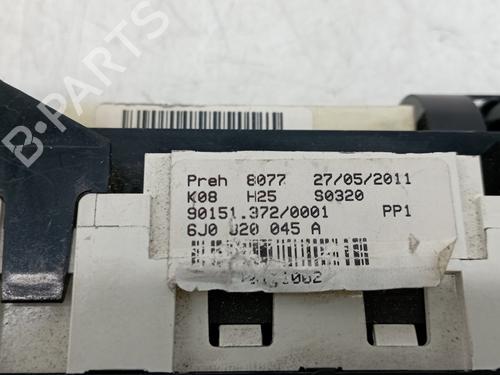 Preh 8077 27/05/2011
K08 H25 S0320
90151.372/0001 PP1
6J0 820 045 A
B-PARTS